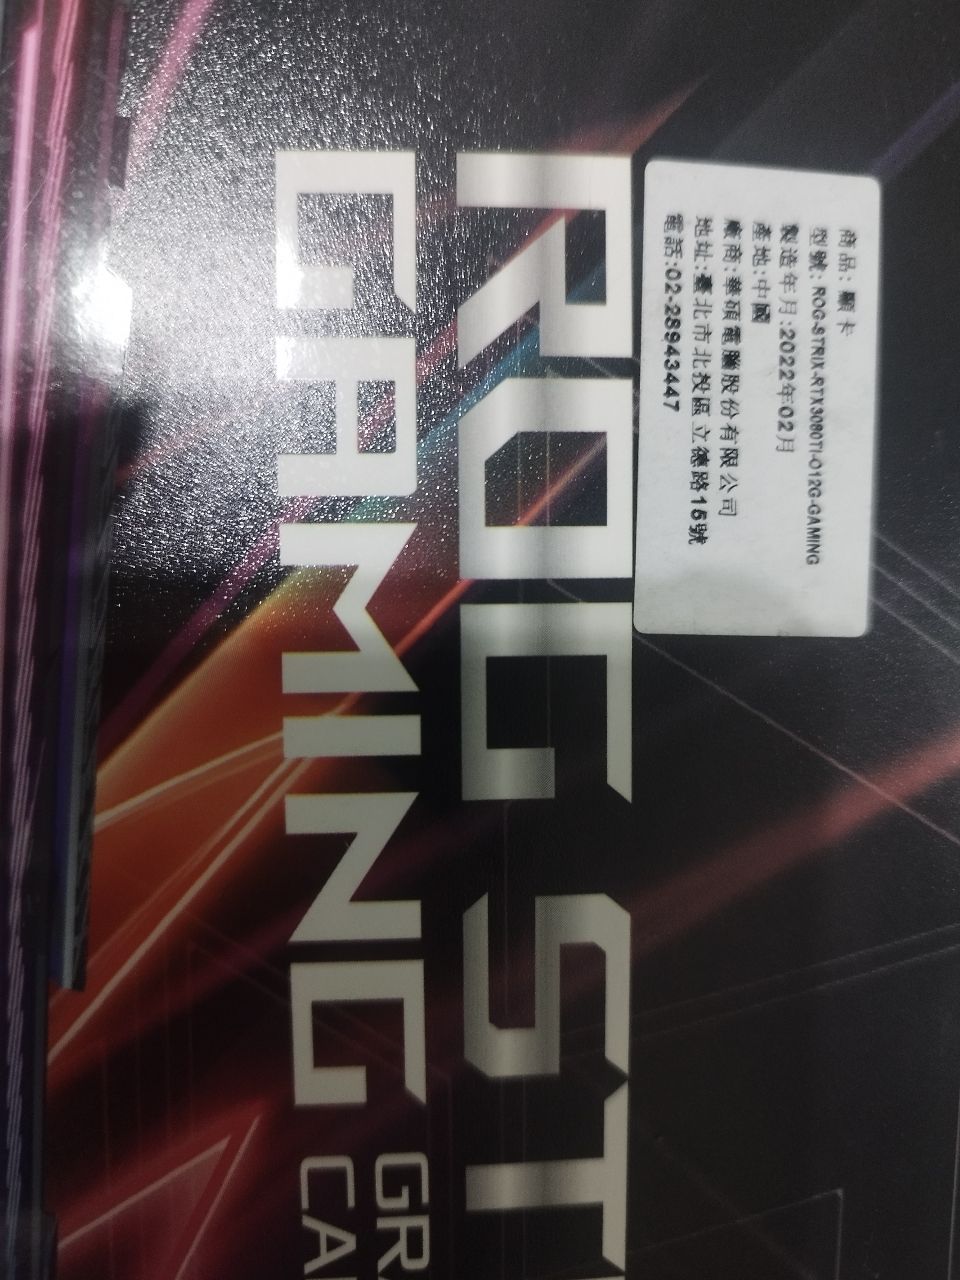 商品: 顯卡
型號: ROG-STRIX-RTX3080TI-O12G-GAMING
製造年月:2022年02月
產地:中國
廠商:華碩電腦股份有限公司
地址:臺北市北投區立德路15號
電話:02-28943447
ROG ST
GAMING GR
CA